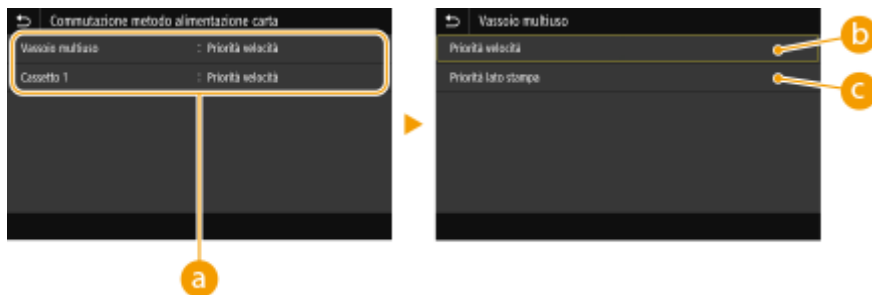 Commutazione metodo alimentazione carta
Vassoio multiuso : Priorità velocità
Cassetto 1 : Priorità velocità
a
Vassoio multiuso
Priorità velocità
b
Priorità lato stampa
c